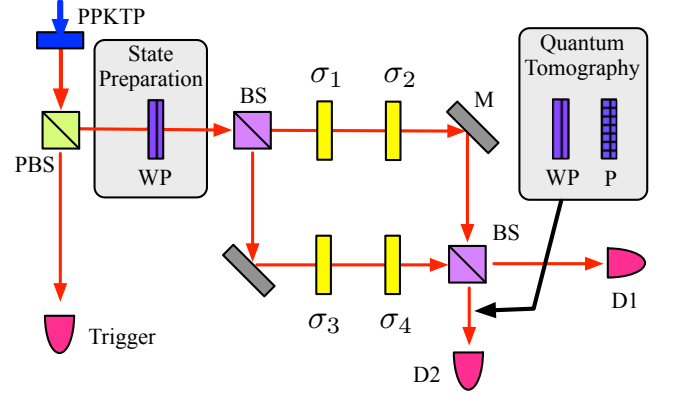 PPKTP
State
Preparation
WP
PBS
BS
σ1
σ2
M
Quantum
Tomography
WP
P
BS
σ3
σ4
D1
Trigger
D2